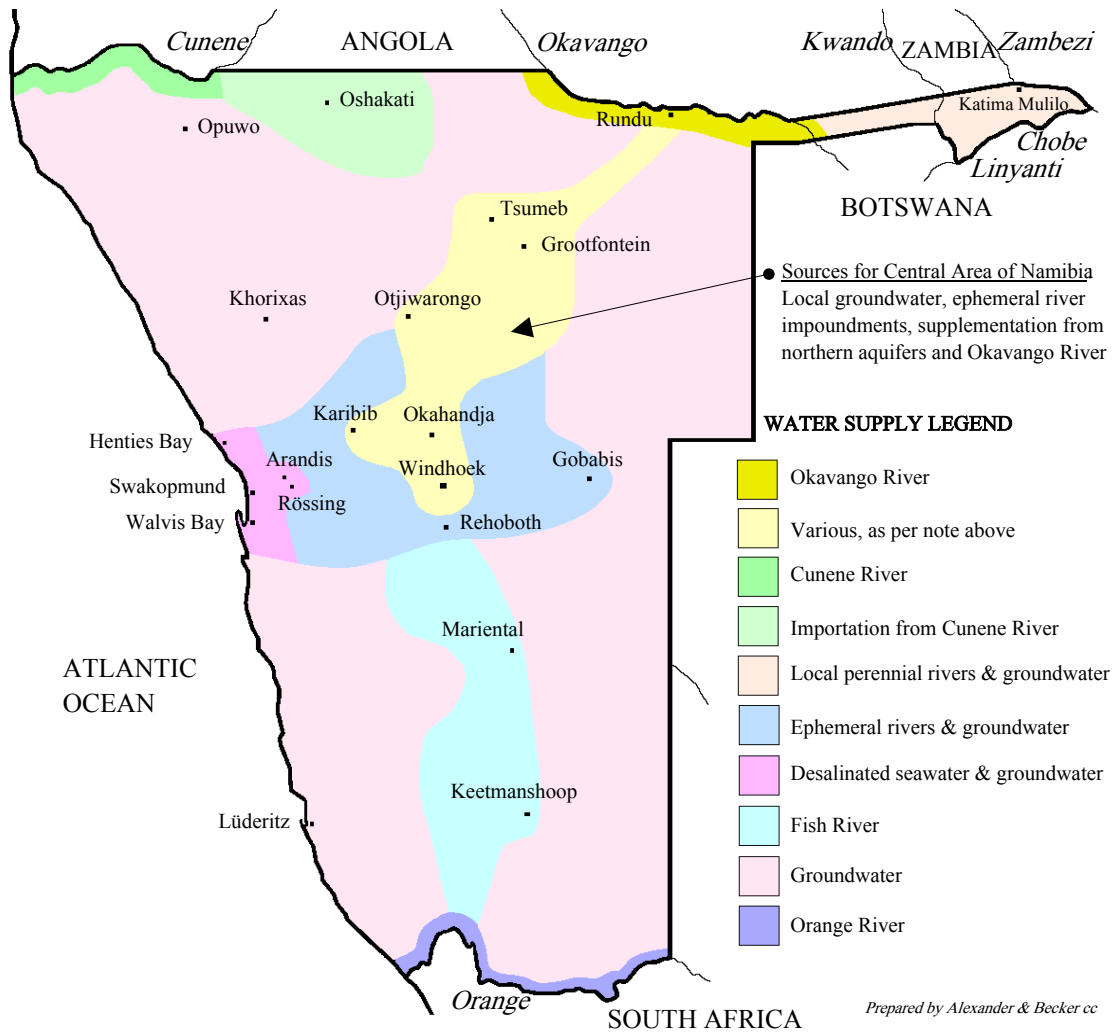 Cunene
ANGOLA
Okavango
Kwando
ZAMBIA
Zambezi
Oshakati
Opuwo
Rundu
Katima Mulilo
Chobe
Linyanti
BOTSWANA
Tsumeb
Grootfontein
Sources for Central Area of Namibia
Local groundwater, ephemeral river
impoundments, supplementation from
northern aquifers and Okavango River
Khorixas
Otjiwarongo
Karibib
Okahandja
WATER SUPPLY LEGEND
Henties Bay
Arandis
Windhoek
Gobabis
Swakopmund
Rössing
Walvis Bay
Rehoboth
Okavango River
Various, as per note above
Cunene River
Importation from Cunene River
Local perennial rivers & groundwater
Ephemeral rivers & groundwater
Desalinated seawater & groundwater
Fish River
Groundwater
Orange River
Mariental
ATLANTIC
OCEAN
Keetmanshoop
Lüderitz
Orange
SOUTH AFRICA
Prepared by Alexander & Becker cc